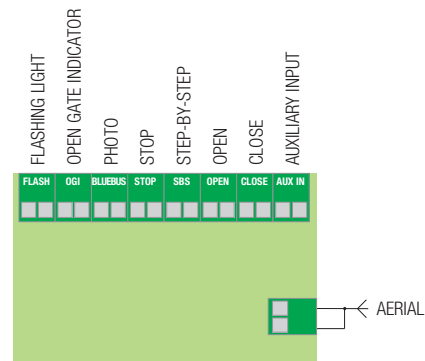 FLASHING LIGHT
OPEN GATE INDICATOR
PHOTO
STOP
STEP-BY-STEP
OPEN
CLOSE
AUXILIARY INPUT
FLASH OGI BLUEBUS STOP SBS OPEN CLOSE AUX IN
AERIAL